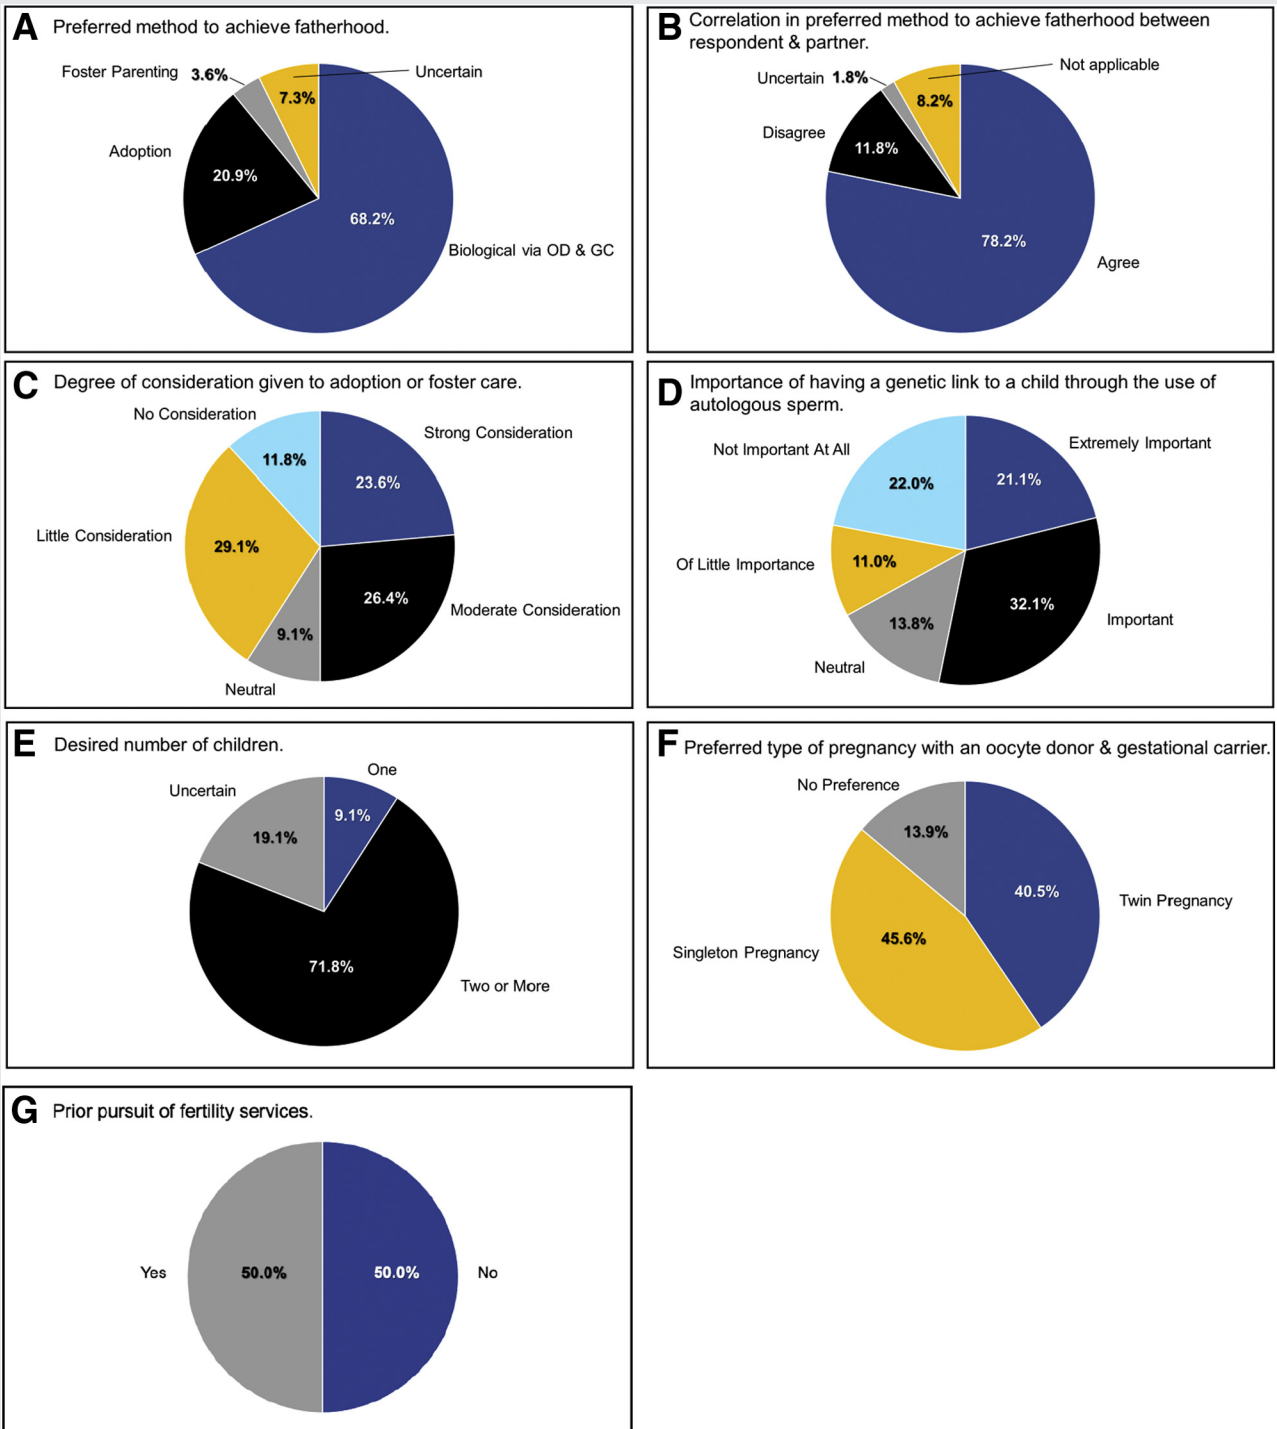 A Preferred method to achieve fatherhood.
Foster Parenting 3.6%
Uncertain
7.3%
Adoption
20.9%
68.2%
Biological via OD & GC
B Correlation in preferred method to achieve fatherhood between
respondent & partner.
Uncertain 1.8%
Not applicable
8.2%
Disagree
11.8%
78.2%
Agree
C Degree of consideration given to adoption or foster care.
No Consideration
Strong Consideration
11.8%
23.6%
Little Consideration
29.1%
26.4%
Moderate Consideration
9.1%
Neutral
D Importance of having a genetic link to a child through the use of
autologous sperm.
Not Important At All
Extremely Important
22.0%
21.1%
Of Little Importance
11.0%
32.1%
Important
13.8%
Neutral
E Desired number of children.
One
Uncertain
9.1%
19.1%
71.8%
Two or More
F Preferred type of pregnancy with an oocyte donor & gestational carrier.
No Preference
13.9%
40.5%
Twin Pregnancy
45.6%
Singleton Pregnancy
G Prior pursuit of fertility services.
Yes
50.0%
50.0%
No